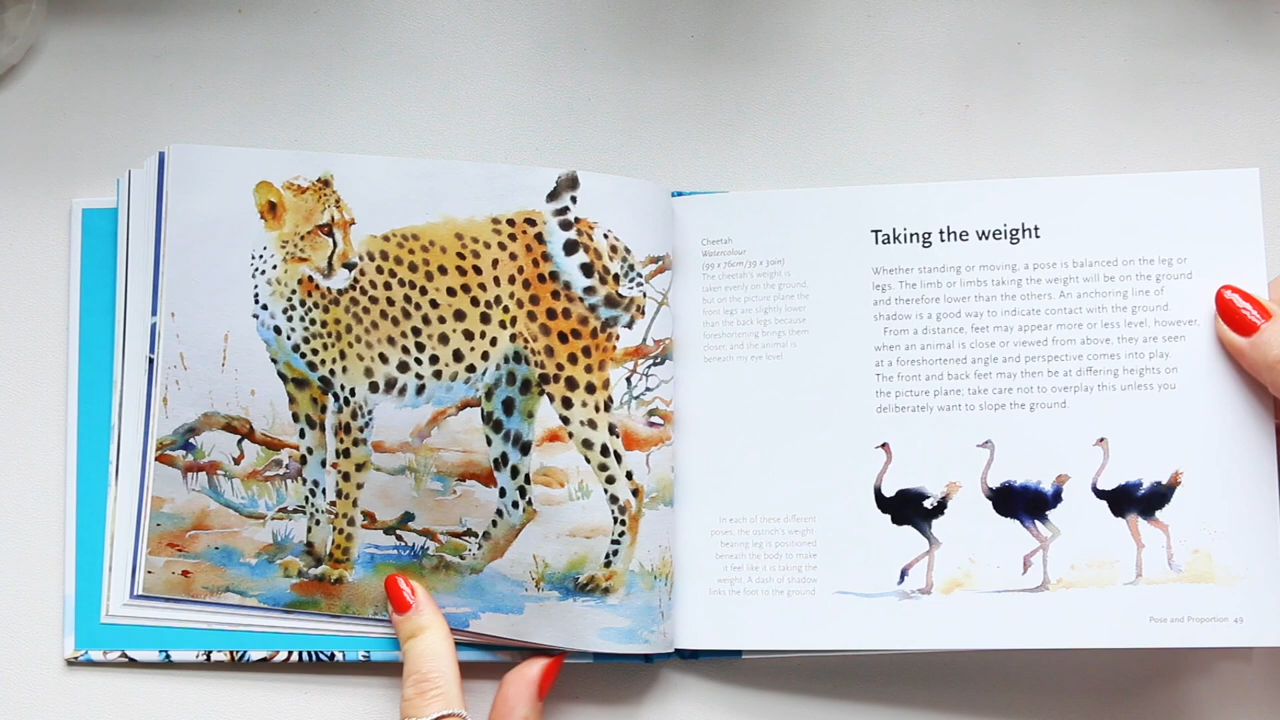 Cheetah
Watercolour
(99 x 76cm/39 x 30in)
The cheetah's weight is
taken evenly on the ground,
but on the picture plane the
front legs are slightly lower
than the back legs because
foreshortening brings them
closer, and the animal is
beneath my eye level.
Taking the weight
Whether standing or moving, a pose is balanced on the leg or
legs. The limb or limbs taking the weight will be on the ground
and therefore lower than the others. An anchoring line of
shadow is a good way to indicate contact with the ground.
From a distance, feet may appear more or less level, however,
when an animal is close or viewed from above, they are seen
at a foreshortened angle and perspective comes into play.
The front and back feet may then be at differing heights on
the picture plane; take care not to overplay this unless you
deliberately want to slope the ground.
In each of these different
poses, the ostrich's weight-
bearing leg is positioned
beneath the body to make
it feel like it is taking the
weight. A dash of shadow
links the foot to the ground.
Pose and Proportion 49